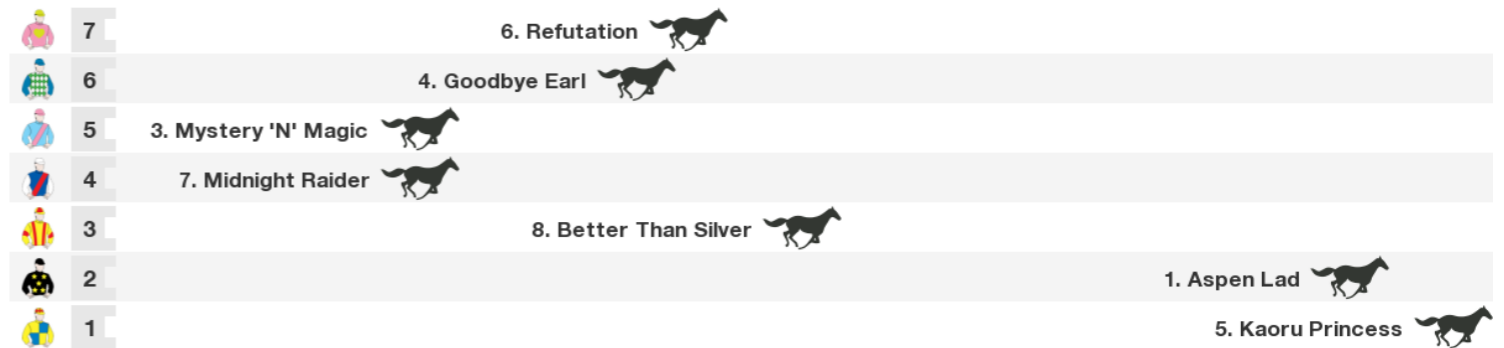 7 6. Refutation
6 4. Goodbye Earl
5 3. Mystery 'N' Magic
4 7. Midnight Raider
3 8. Better Than Silver
2 1. Aspen Lad
1 5. Kaoru Princess